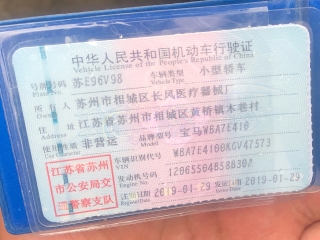 中华人民共和国机动车行驶证
Vehicle License of the People's Republic of China
号牌号码 苏E96V98 车辆类型 小型轿车
所有人 苏州市相城区长风医疗器械厂
住址 江苏省苏州市相城区黄桥镇木巷村
使用性质 非营运 品牌型号 宝马WBA7E410
车辆识别代号 WBA7E4100KGV47573
发动机号码 12065504B58B30A
注册日期 2019-01-29 发证日期 2019-01-29
江苏省苏州
市公安局交
通警察支队